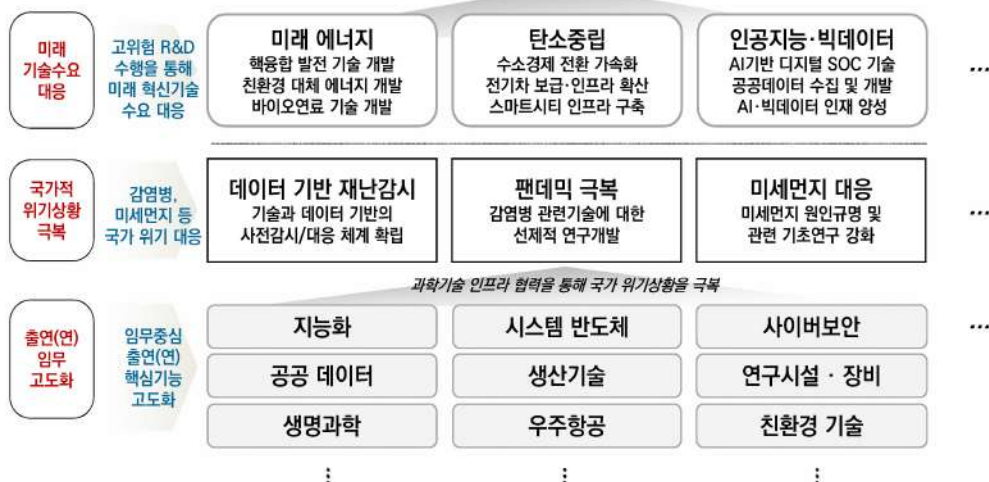 미래
기술수요
대응
고위험 R&D
수행을 통해
미래 혁신기술
수요 대응
미래 에너지
핵융합 발전 기술 개발
친환경 대체 에너지 개발
바이오연료 기술 개발
탄소중립
수소경제 전환 가속화
전기차 보급·인프라 확산
스마트시티 인프라 구축
인공지능·빅데이터
AI기반 디지털 SOC 기술
공공데이터 수집 및 개발
AI·빅데이터 인재 양성
...
국가적
위기상황
극복
감염병,
미세먼지 등
국가 위기 대응
데이터 기반 재난감시
기술과 데이터 기반의
사전감시/대응 체계 확립
팬데믹 극복
감염병 관련기술에 대한
선제적 연구개발
미세먼지 대응
미세먼지 원인규명 및
관련 기초연구 강화
...
과학기술 인프라 협력을 통해 국가 위기상황을 극복
출연(연)
임무
고도화
임무중심
출연(연)
핵심기능
고도화
지능화
시스템 반도체
사이버보안
...
공공 데이터
생산기술
연구시설 · 장비
생명과학
우주항공
친환경 기술